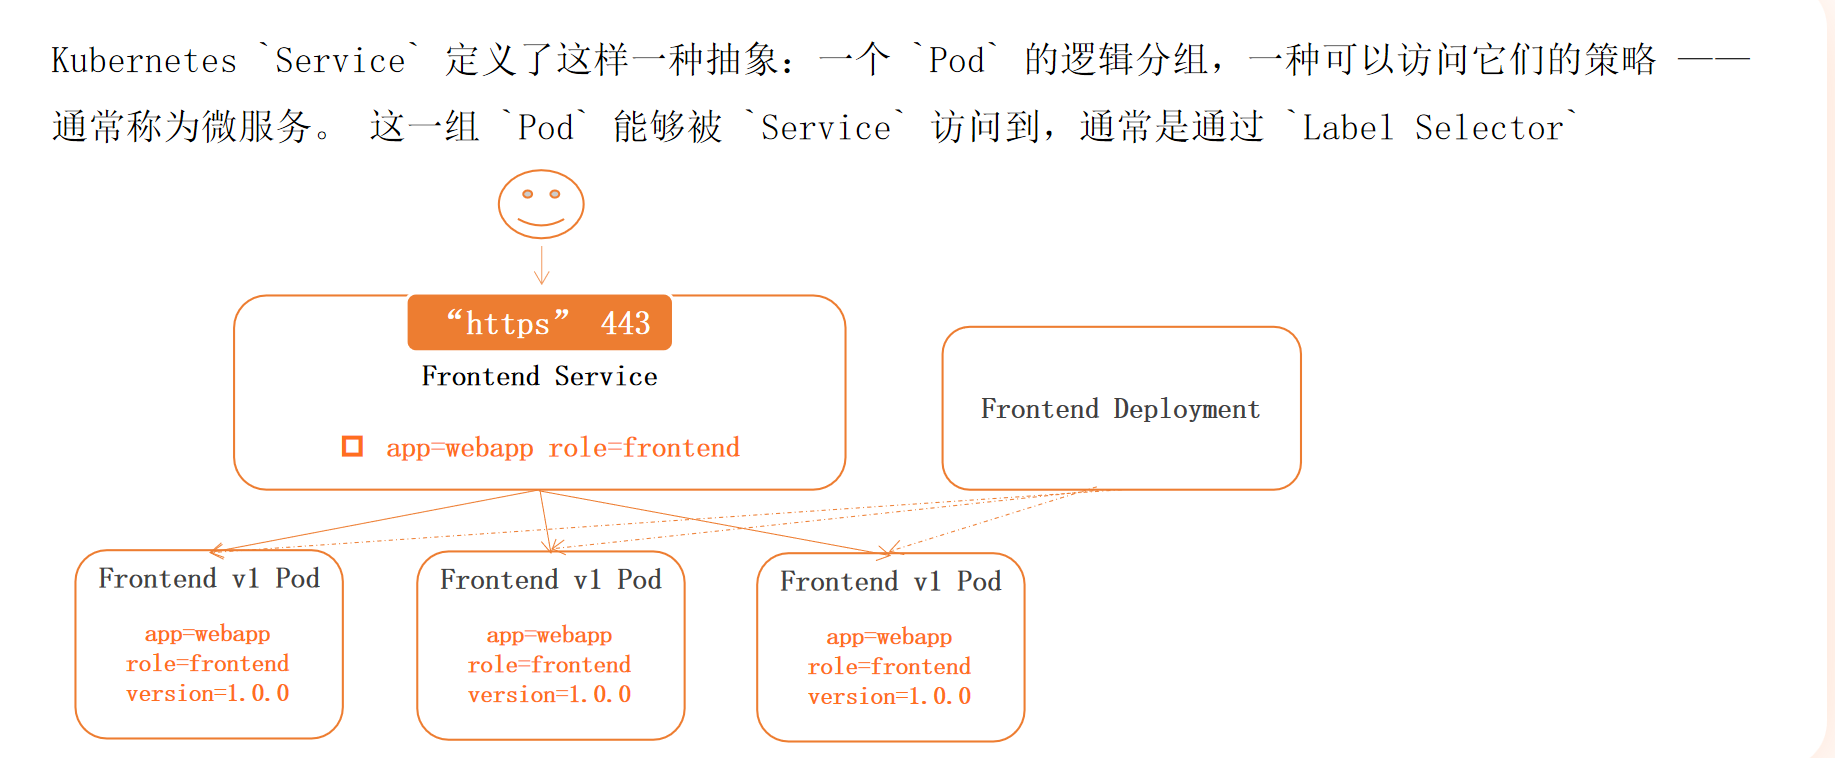 Kubernetes `Service` 定义了这样一种抽象：一个 `Pod` 的逻辑分组，一种可以访问它们的策略 ——
通常称为微服务。 这一组 `Pod` 能够被 `Service` 访问到，通常是通过 `Label Selector`
“https” 443
Frontend Service
app=webapp role=frontend
Frontend Deployment
Frontend v1 Pod
app=webapp
role=frontend
version=1.0.0
Frontend v1 Pod
app=webapp
role=frontend
version=1.0.0
Frontend v1 Pod
app=webapp
role=frontend
version=1.0.0